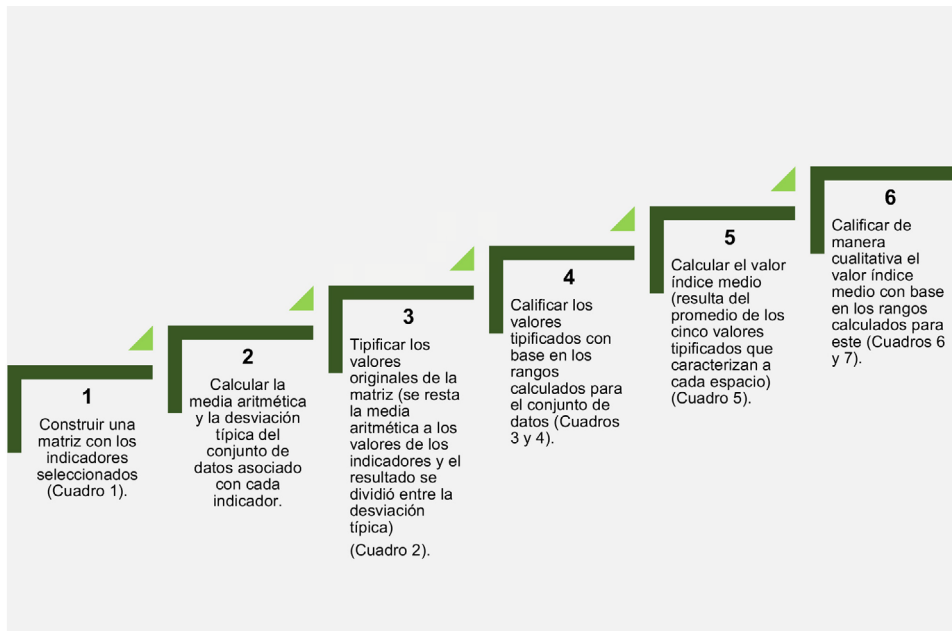 1
Construir una
matriz con los
indicadores
seleccionados
(Cuadro 1).
2
Calcular la
media aritmética
y la desviación
típica del
conjunto de
datos asociado
con cada
indicador.
3
Tipificar los
valores
originales de la
matriz (se resta
la media
aritmética a los
valores de los
indicadores y el
resultado se
dividió entre la
desviación
típica)
(Cuadro 2).
4
Calificar los
valores
tipificados con
base en los
rangos
calculados para
el conjunto de
datos (Cuadros
3 y 4).
5
Calcular el valor
índice medio
(resulta del
promedio de los
cinco valores
tipificados que
caracterizan a
cada espacio)
(Cuadro 5).
6
Calificar de
manera
cualitativa el
valor índice
medio con base
en los rangos
calculados para
este (Cuadros 6
y 7).